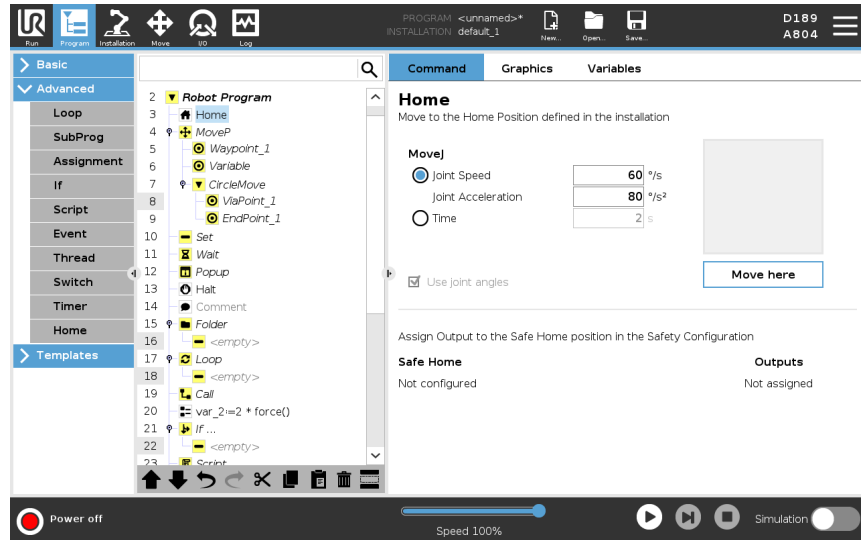 PROGRAM <unnamed>*
INSTALLATION default_1
D189
A804
Run
Program
Installation
Move
I/O
Log
New...
Open...
Save...
Basic
Advanced
Loop
SubProg
Assignment
If
Script
Event
Thread
Switch
Timer
Home
Templates
2 Robot Program
3 Home
4 MoveP
5 Waypoint_1
6 Variable
7 CircleMove
8 ViaPoint_1
9 EndPoint_1
10 Set
11 Wait
12 Popup
13 Halt
14 Comment
15 Folder
16 <empty>
17 Loop
18 <empty>
19 Call
20 var_2:=2 * force()
21 If ...
22 <empty>
23 Script
Command Graphics Variables
Home
Move to the Home Position defined in the installation
MoveJ
Joint Speed 60 °/s
Joint Acceleration 80 °/s²
Time 2 s
Use joint angles
Move here
Assign Output to the Safe Home position in the Safety Configuration
Safe Home Outputs
Not configured Not assigned
Power off
Speed 100%
Simulation